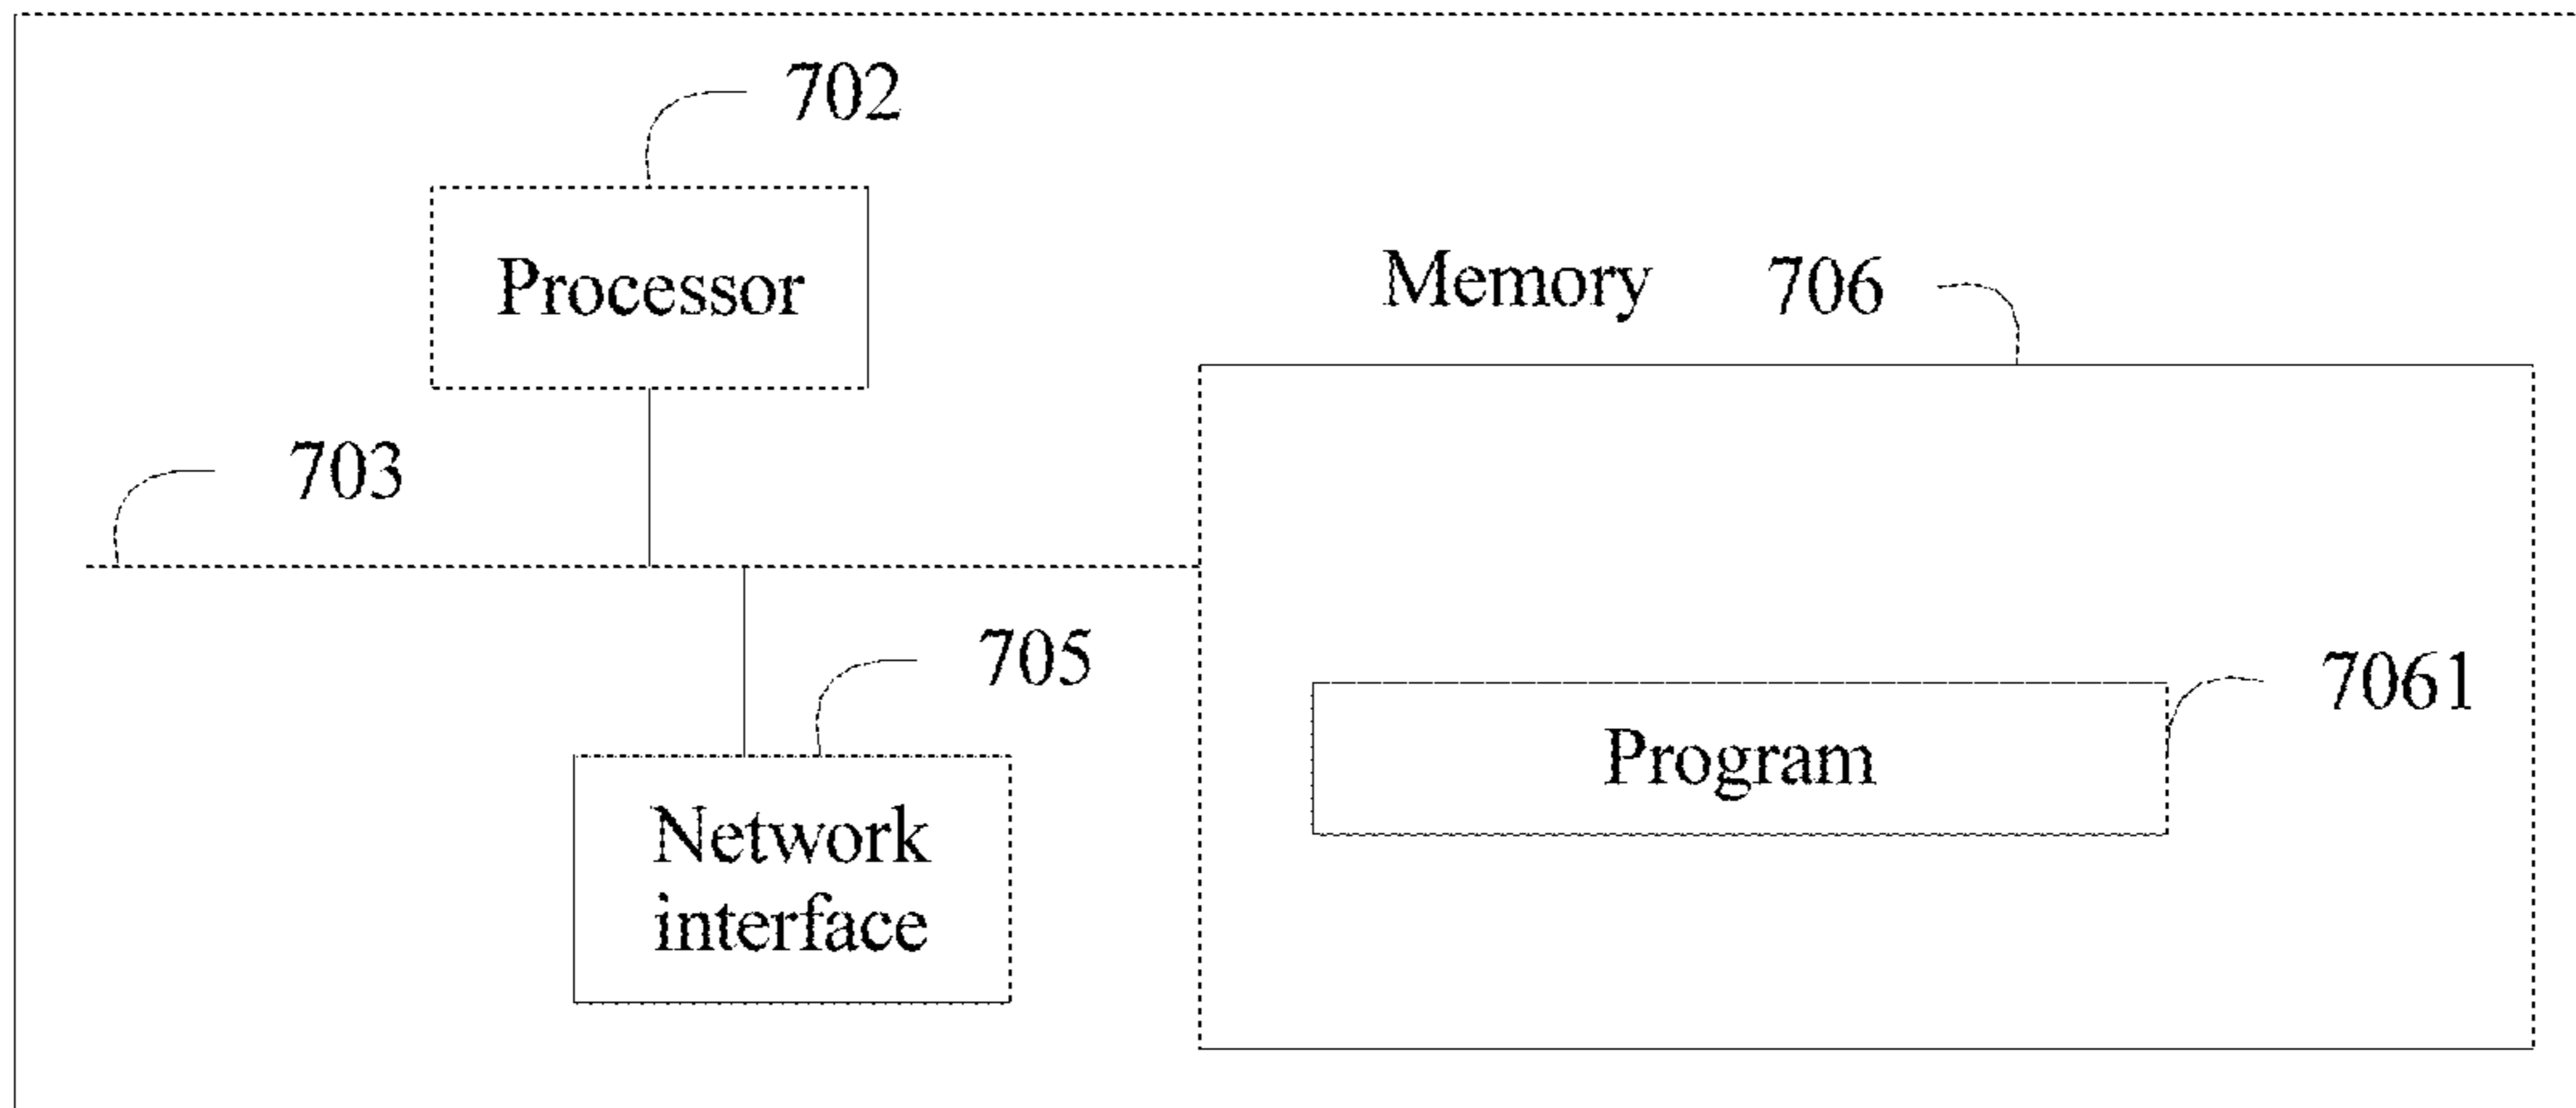 702
Processor
Memory 706
703
705
7061
Program
Network
interface